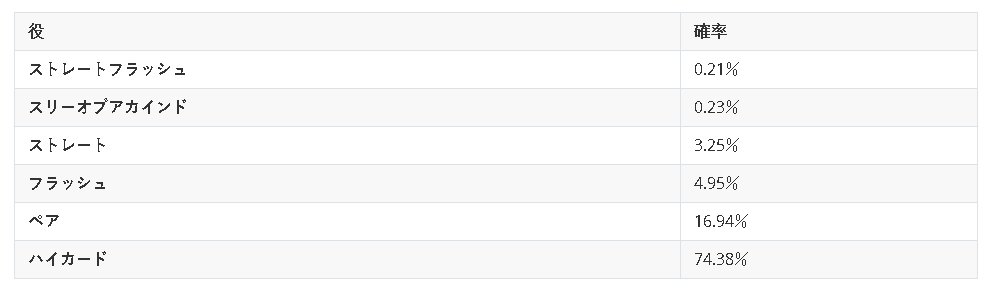 役 確率
ストレートフラッシュ 0.21%
スリーオブアカインド 0.23%
ストレート 3.25%
フラッシュ 4.95%
ペア 16.94%
ハイカード 74.38%